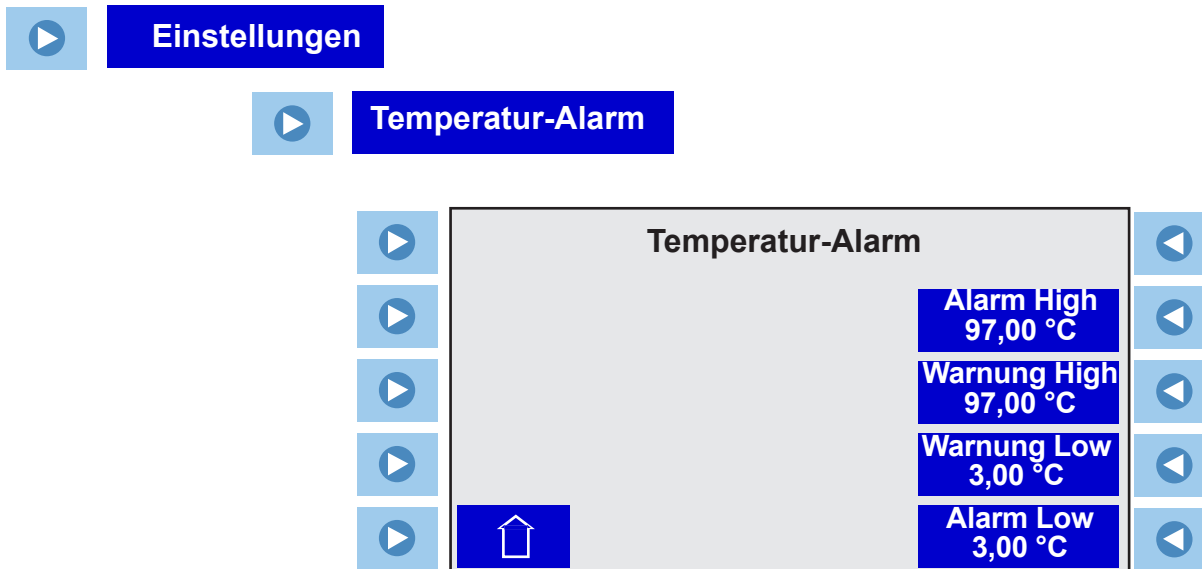 Einstellungen
Temperatur-Alarm
Temperatur-Alarm
Alarm High
97,00 °C
Warnung High
97,00 °C
Warnung Low
3,00 °C
Alarm Low
3,00 °C